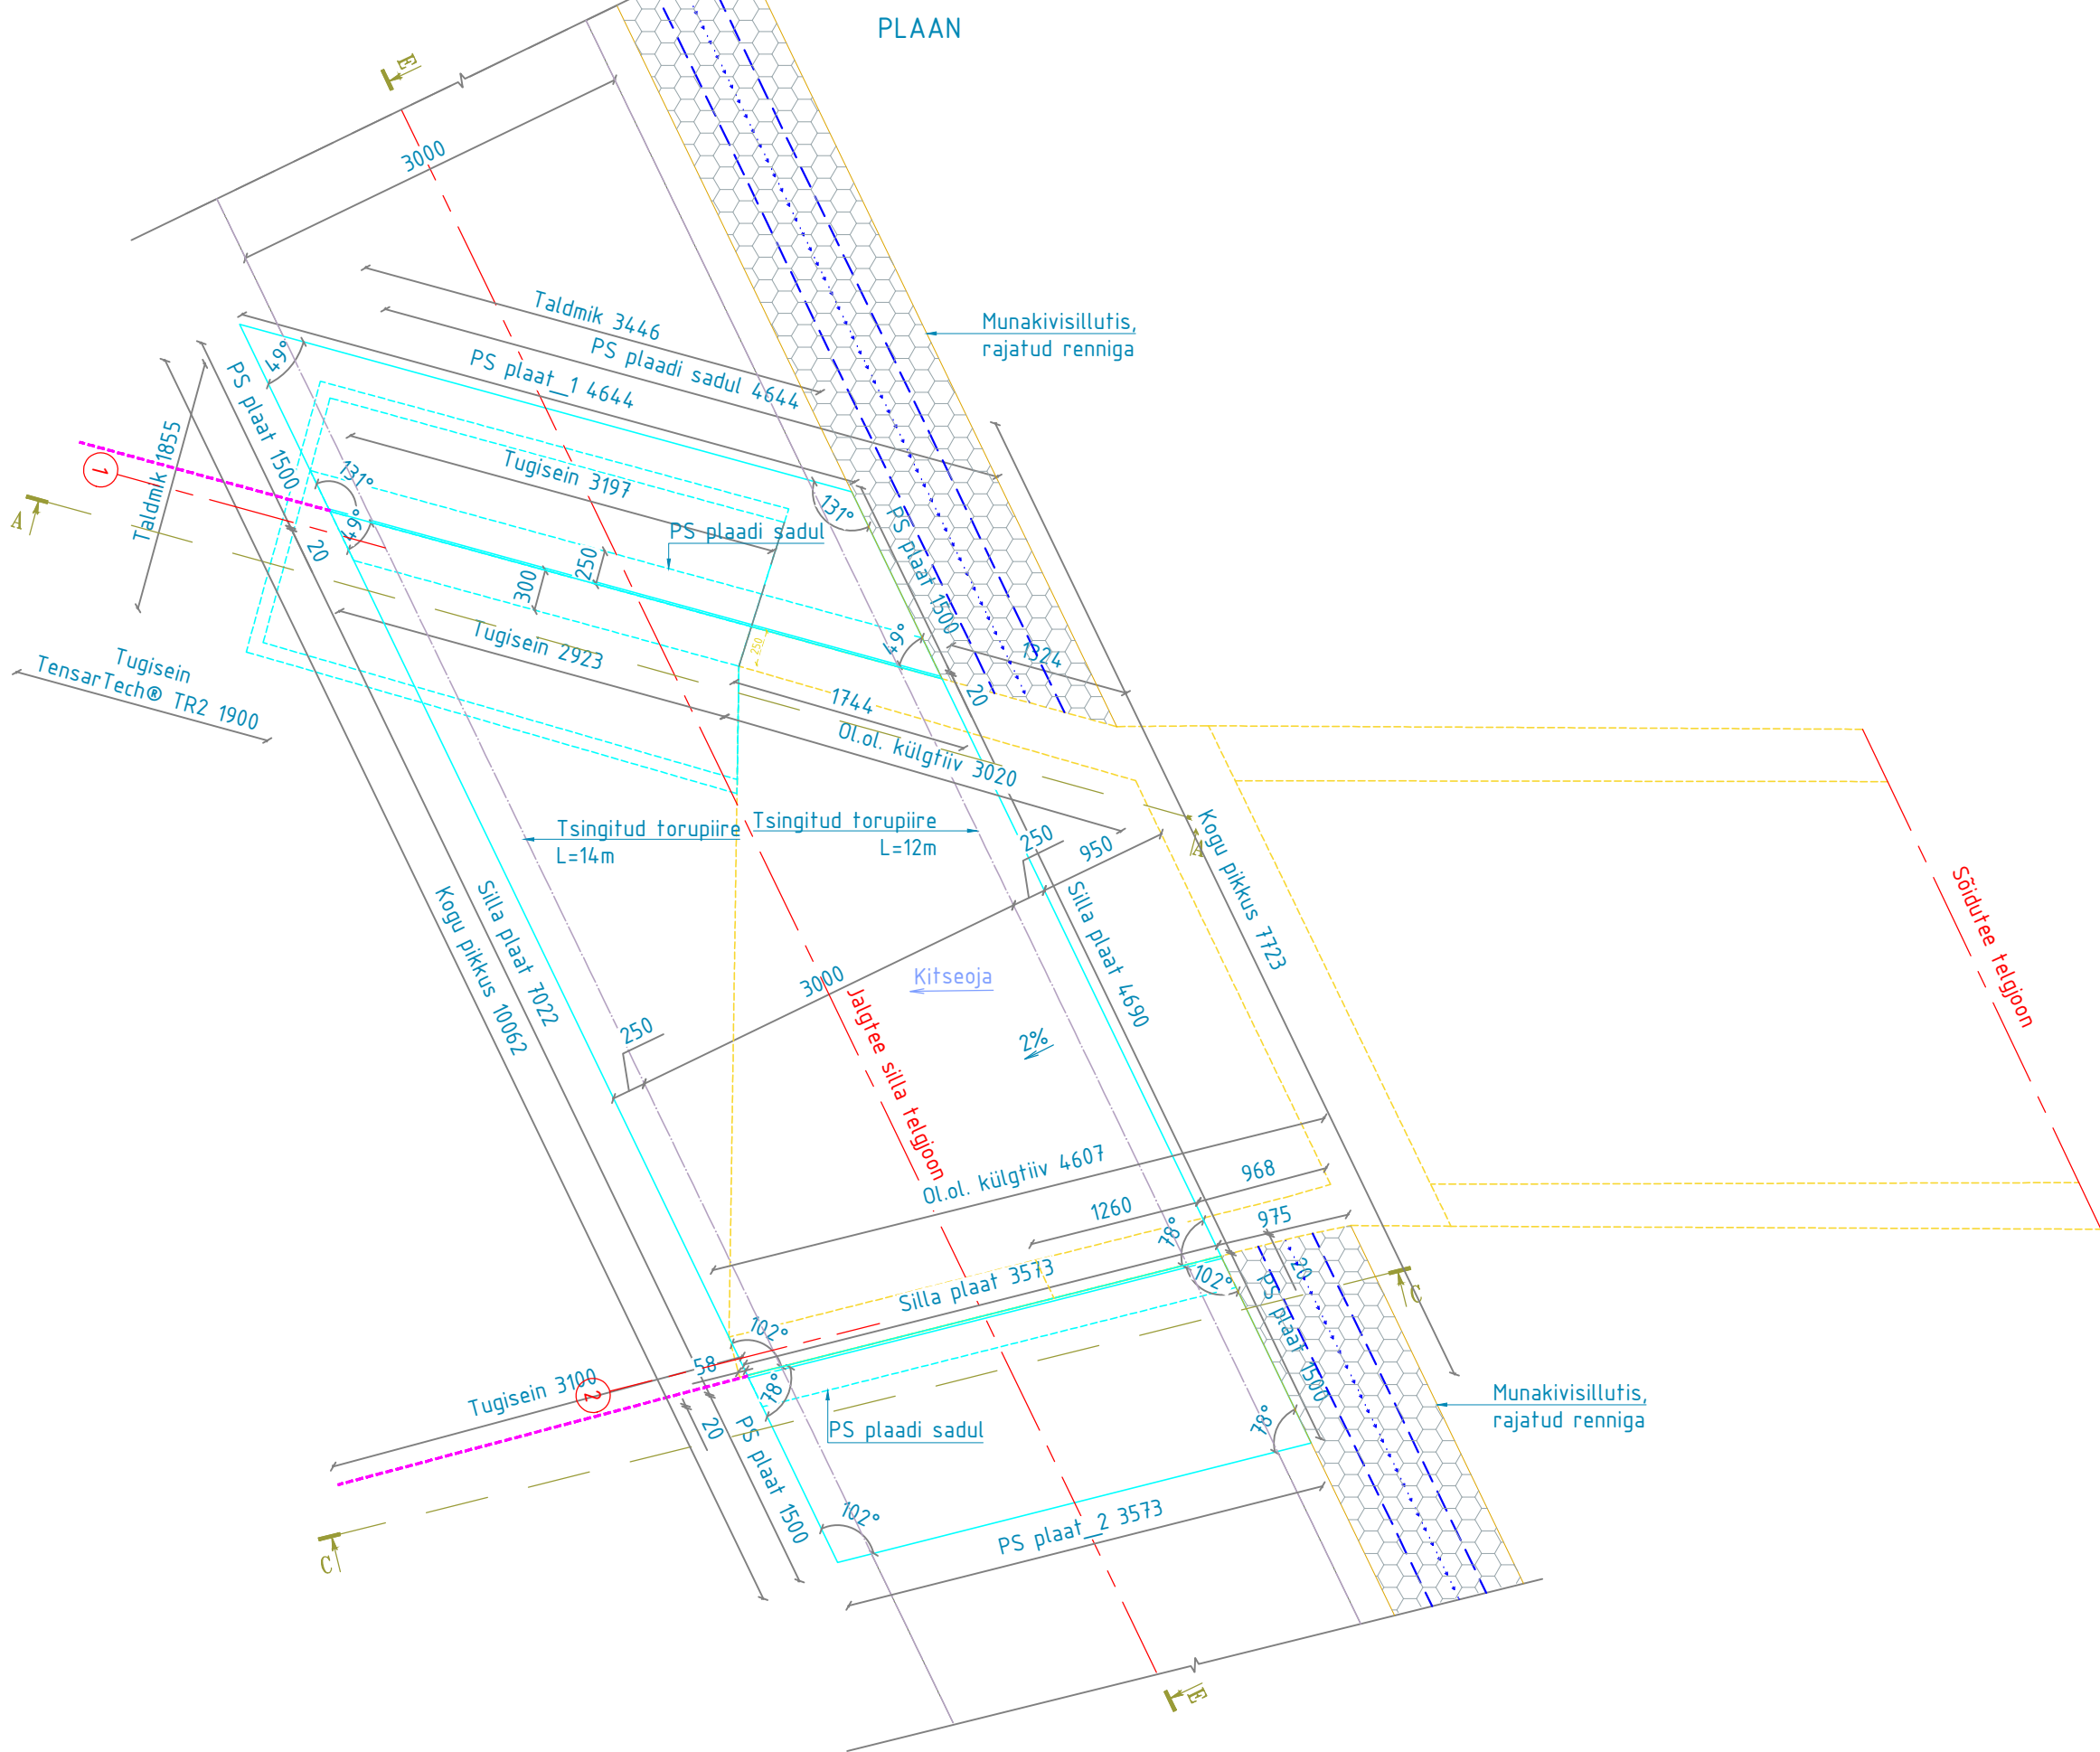 PLAAN
E
3000
Taldmik 3446
PS plaadi sadul 4644
PS plaat_1 4644
Munakivisillutis,
rajatud renniga
49°
PS plaat 1500
Taldmik 1855
1
A
131°
49°
20
Tugisein 3197
131°
PS plaadi sadul
PS plaat 1500
250
300
250
49°
1324
20
Tugisein 2923
Tugisein
TensarTech® TR2 1900
1744
Ol.ol. külgtiiv 3020
Tsingitud torupiire
L=14m
Tsingitud torupiire
L=12m
250
950
A
Kogu pikkus 7723
Silla plaat 7022
Kogu pikkus 10062
Silla plaat 4690
Sõidutee telgjoon
3000
Kitseoja
Jalgtee silla telgjoon
250
2%
Ol.ol. külgtiiv 4607
968
1260
975
78°
102°
20
Silla plaat 3573
PS plaat 1500
C
102°
58
78°
Tugisein 3100
2
20
PS plaat 1500
PS plaadi sadul
78°
Munakivisillutis,
rajatud renniga
102°
PS plaat_2 3573
C
E